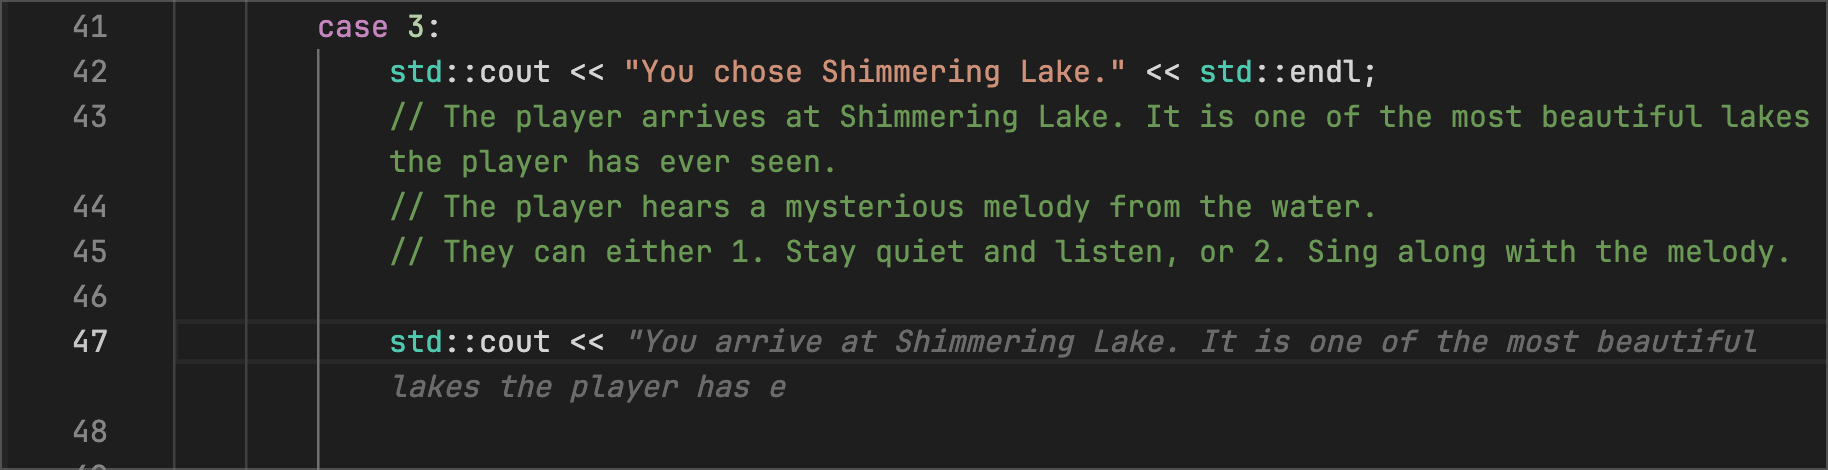 41 case 3:
42 std::cout << "You chose Shimmering Lake." << std::endl;
43 // The player arrives at Shimmering Lake. It is one of the most beautiful lakes
the player has ever seen.
44 // The player hears a mysterious melody from the water.
45 // They can either 1. Stay quiet and listen, or 2. Sing along with the melody.
46
47 std::cout << "You arrive at Shimmering Lake. It is one of the most beautiful
lakes the player has e
48